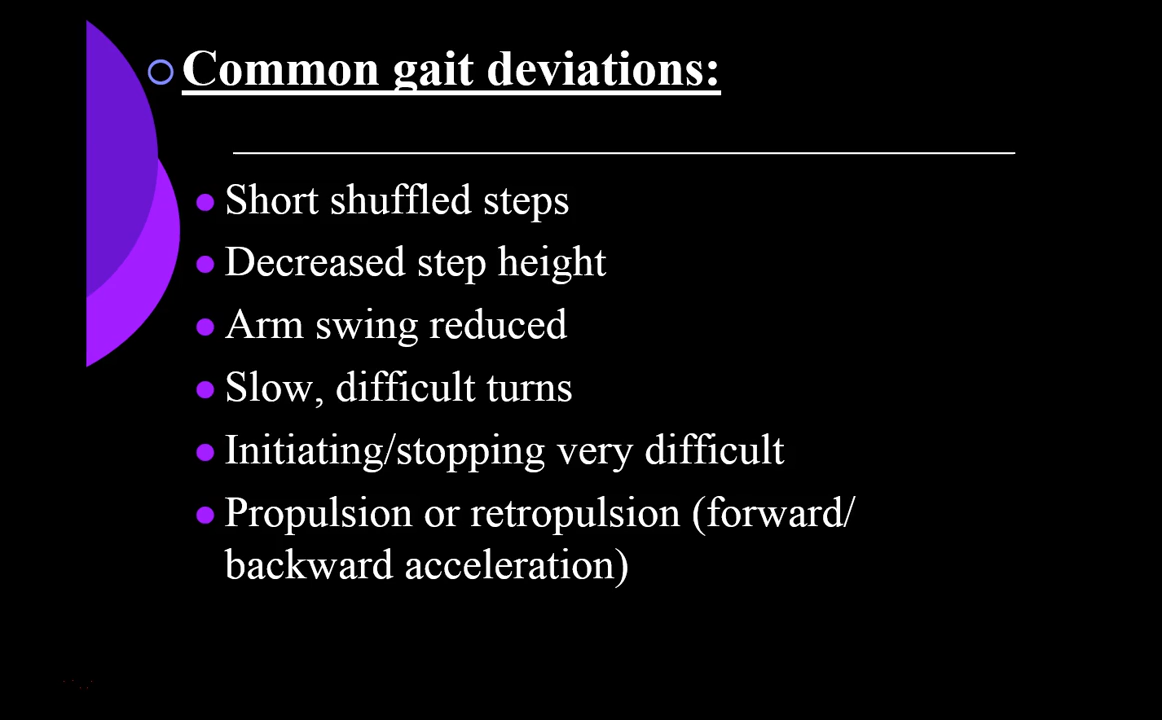 Common gait deviations:
Short shuffled steps
Decreased step height
Arm swing reduced
Slow, difficult turns
Initiating/stopping very difficult
Propulsion or retropulsion (forward/
backward acceleration)